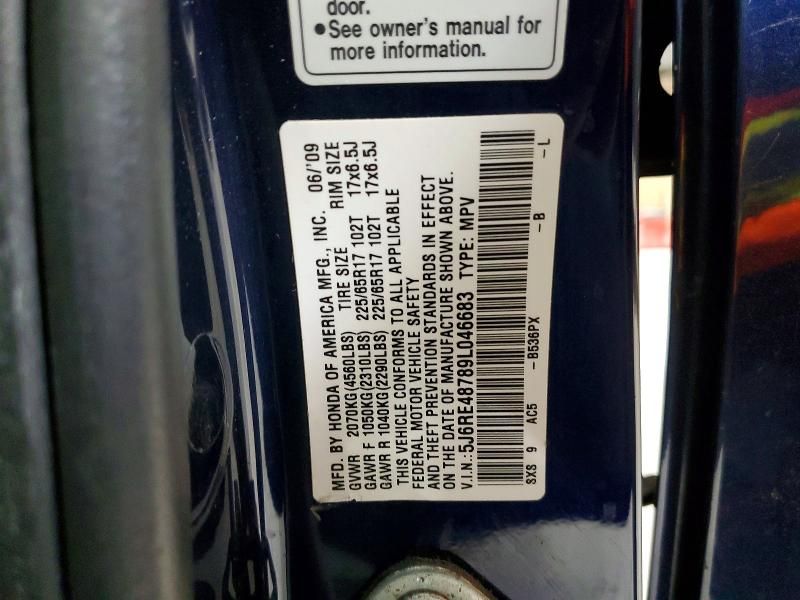 door.
●See owner's manual for
more information.
MFD. BY HONDA OF AMERICA MFG., INC. 06/'09
TIRE SIZE RIM SIZE
GVWR 2070KG(4560LBS)
GAWR F 1050KG(2310LBS) 225/65R17 102T 17x6.5J
GAWR R 1040KG(2290LBS) 225/65R17 102T 17x6.5J
THIS VEHICLE CONFORMS TO ALL APPLICABLE
FEDERAL MOTOR VEHICLE SAFETY
AND THEFT PREVENTION STANDARDS IN EFFECT
ON THE DATE OF MANUFACTURE SHOWN ABOVE.
V.I.N.:5J6RE48789L046683 TYPE: MPV
SXS 9 AC5 - B536PX - B - L